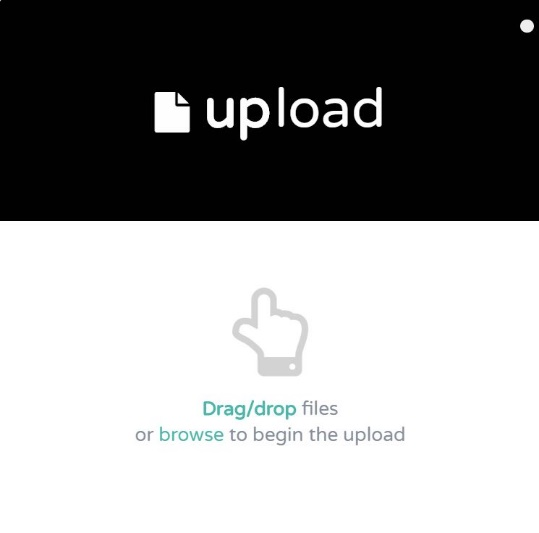 upload
Drag/drop files
or browse to begin the upload